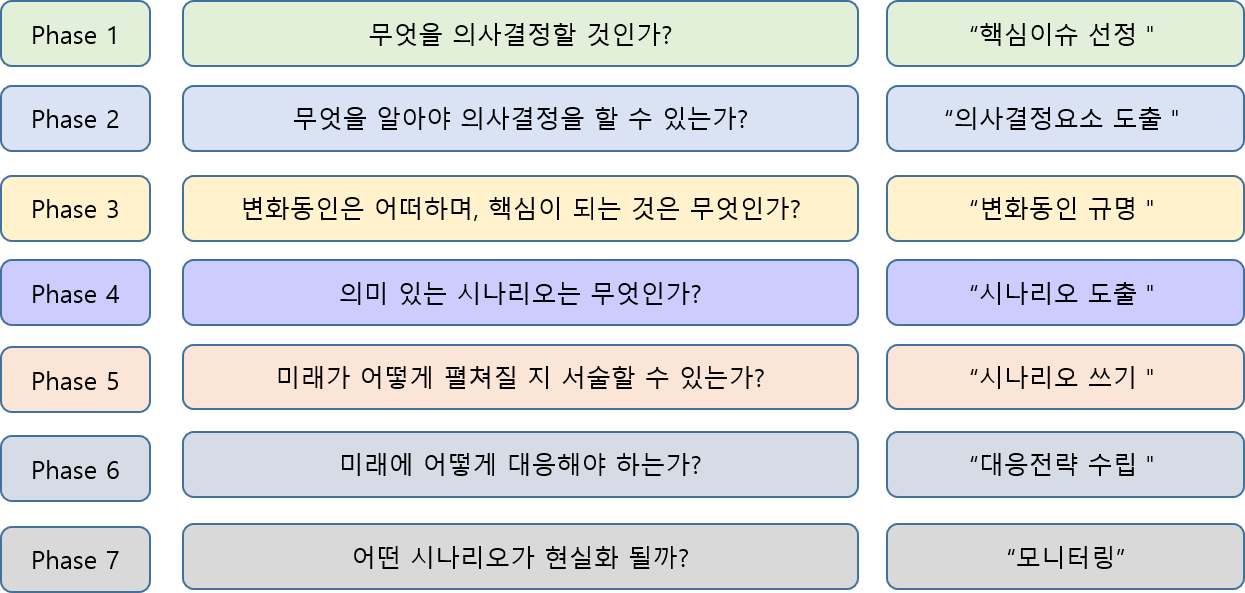 Phase 1 무엇을 의사결정할 것인가? “핵심이슈 선정 "
Phase 2 무엇을 알아야 의사결정을 할 수 있는가? “의사결정요소 도출 "
Phase 3 변화동인은 어떠하며, 핵심이 되는 것은 무엇인가? “변화동인 규명 "
Phase 4 의미 있는 시나리오는 무엇인가? “시나리오 도출 "
Phase 5 미래가 어떻게 펼쳐질 지 서술할 수 있는가? “시나리오 쓰기 "
Phase 6 미래에 어떻게 대응해야 하는가? “대응전략 수립 "
Phase 7 어떤 시나리오가 현실화 될까? “모니터링”